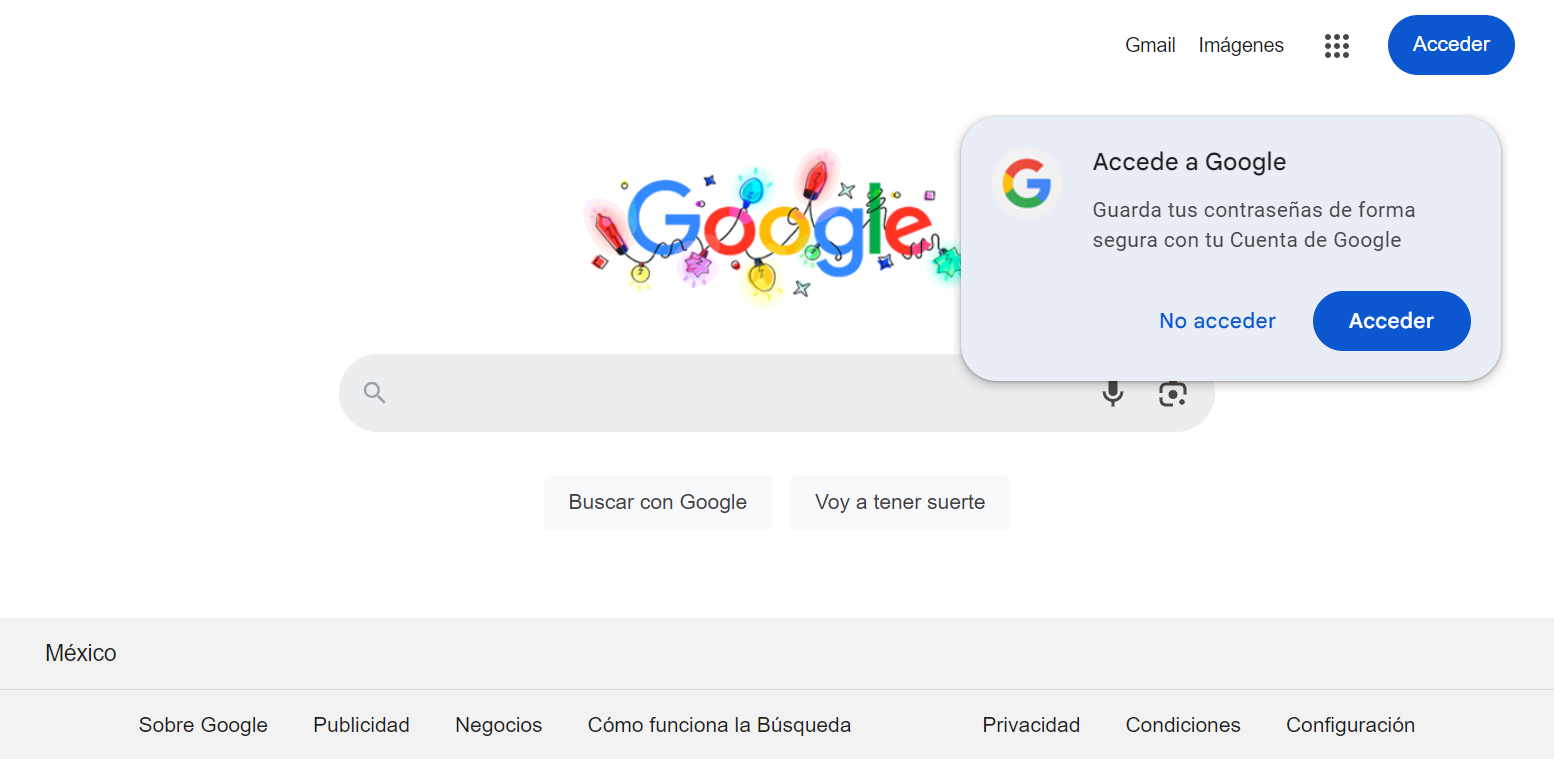 Gmail
Imágenes
Acceder
Google
Accede a Google
Guarda tus contraseñas de forma
segura con tu Cuenta de Google
No acceder
Acceder
Buscar con Google
Voy a tener suerte
México
Sobre Google
Publicidad
Negocios
Cómo funciona la Búsqueda
Privacidad
Condiciones
Configuración